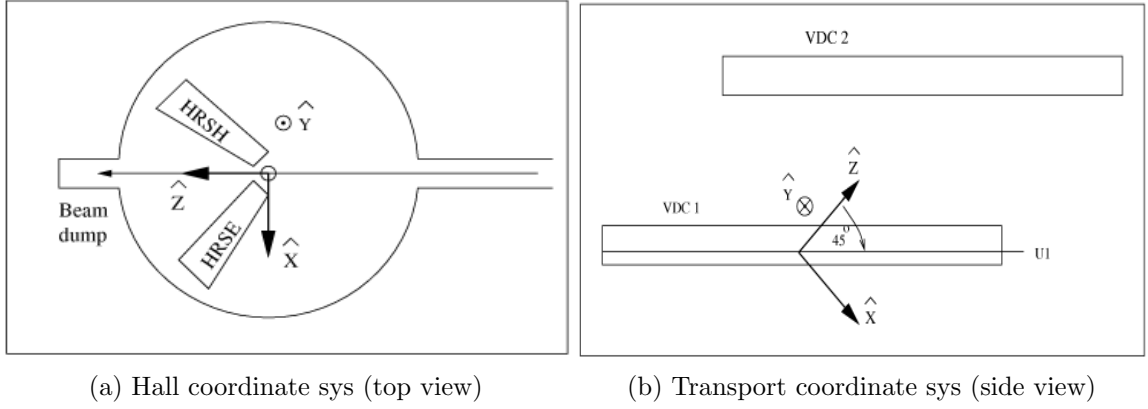 HRSH
^
Y
^
Z
Beam
dump
HRSE
^
X
VDC 2
^
Z
^
Y
VDC 1
45°
U1
^
X
(a) Hall coordinate sys (top view)
(b) Transport coordinate sys (side view)